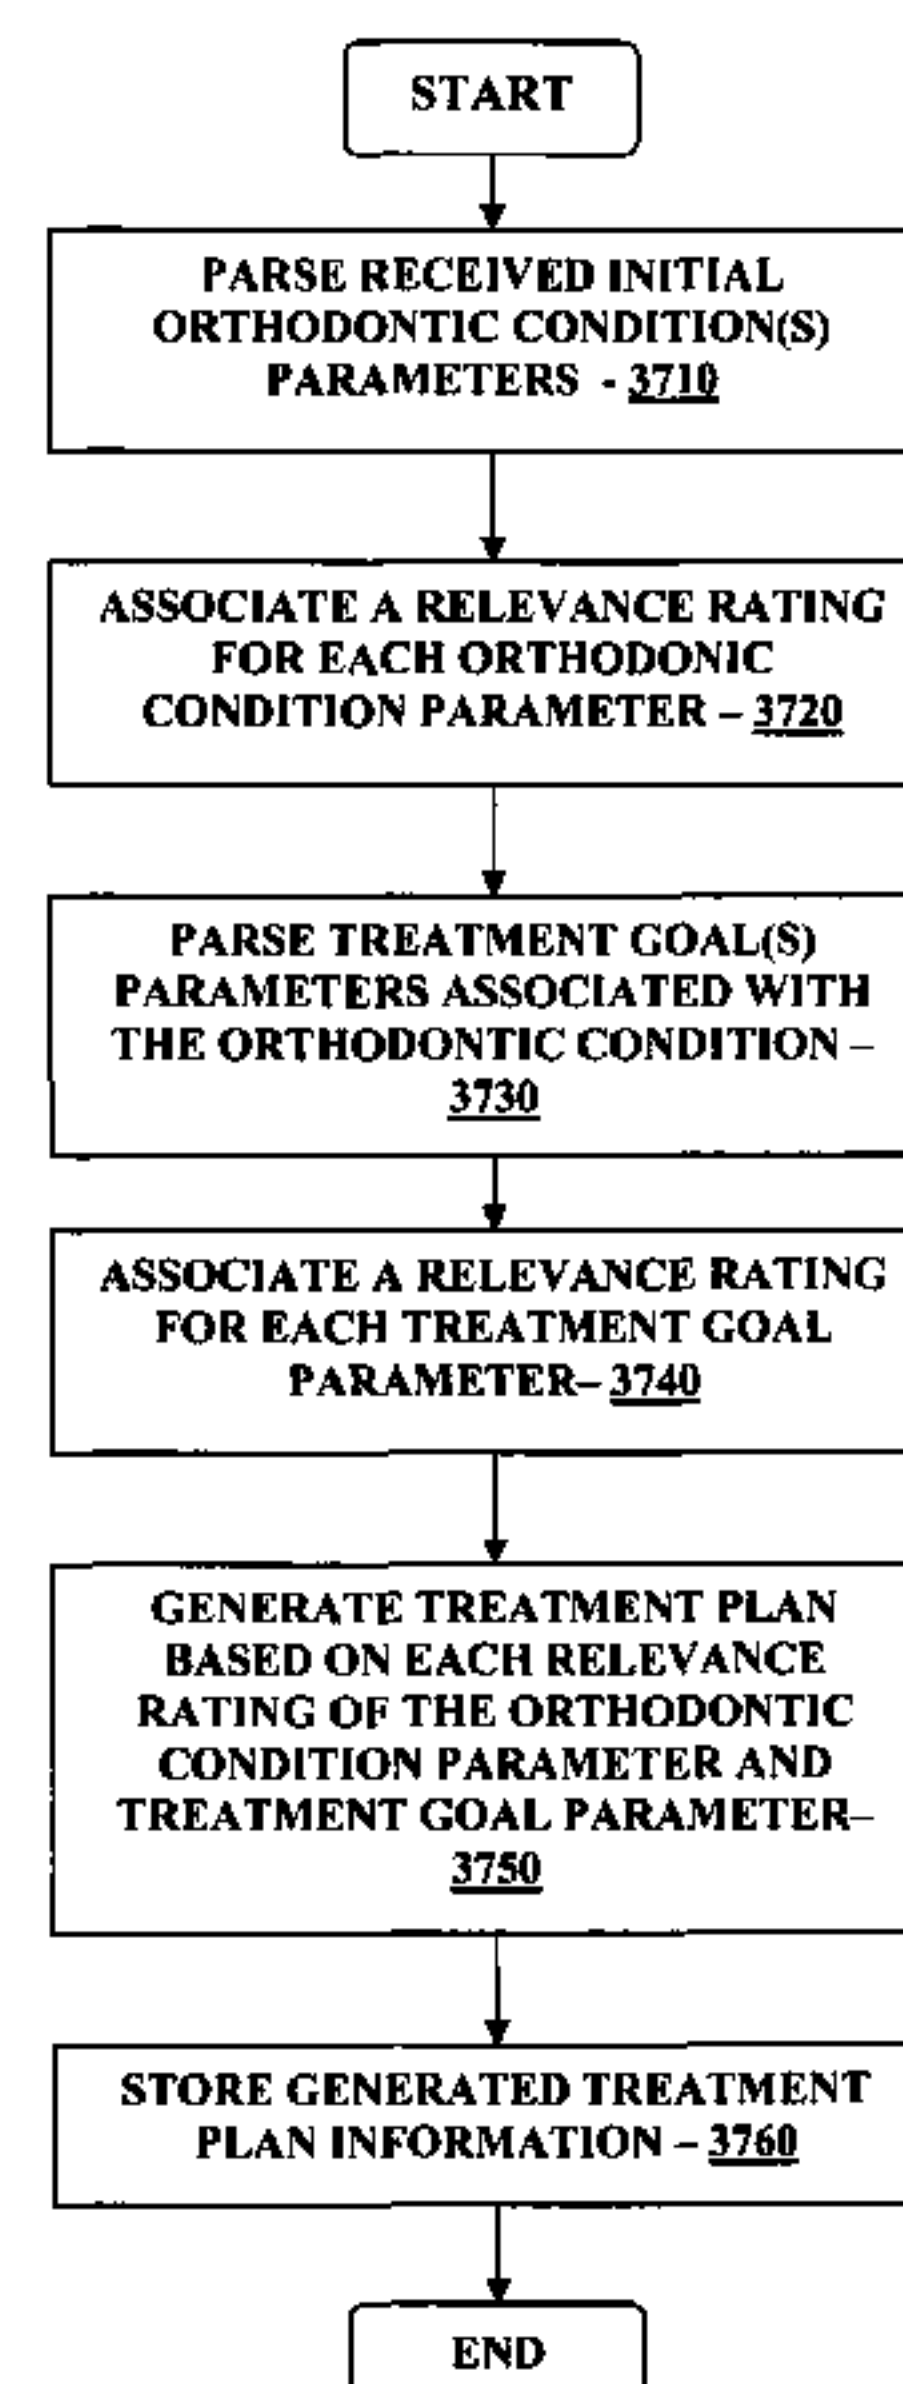 START
PARSE RECEIVED INITIAL
ORTHODONTIC CONDITION(S)
PARAMETERS - 3710
ASSOCIATE A RELEVANCE RATING
FOR EACH ORTHODONIC
CONDITION PARAMETER – 3720
PARSE TREATMENT GOAL(S)
PARAMETERS ASSOCIATED WITH
THE ORTHODONTIC CONDITION –
3730
ASSOCIATE A RELEVANCE RATING
FOR EACH TREATMENT GOAL
PARAMETER– 3740
GENERATE TREATMENT PLAN
BASED ON EACH RELEVANCE
RATING OF THE ORTHODONTIC
CONDITION PARAMETER AND
TREATMENT GOAL PARAMETER–
3750
STORE GENERATED TREATMENT
PLAN INFORMATION – 3760
END